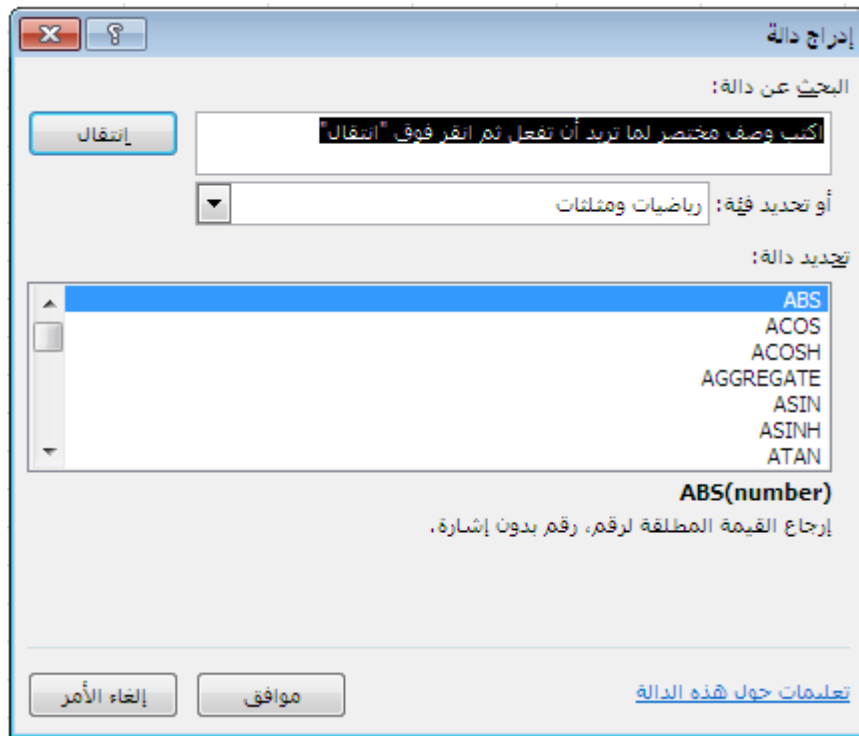 إدراج دالة
البحث عن دالة:
اكتب وصف مختصر لما تريد أن تفعل ثم انقر فوق "انتقال"
إنتقال
أو تحديد فئة: رياضيات ومثلثات
تحديد دالة:
ABS
ACOS
ACOSH
AGGREGATE
ASIN
ASINH
ATAN
ABS(number)
إرجاع القيمة المطلقة لرقم، رقم بدون إشارة.
تعليمات حول هذه الدالة
موافق
إلغاء الأمر